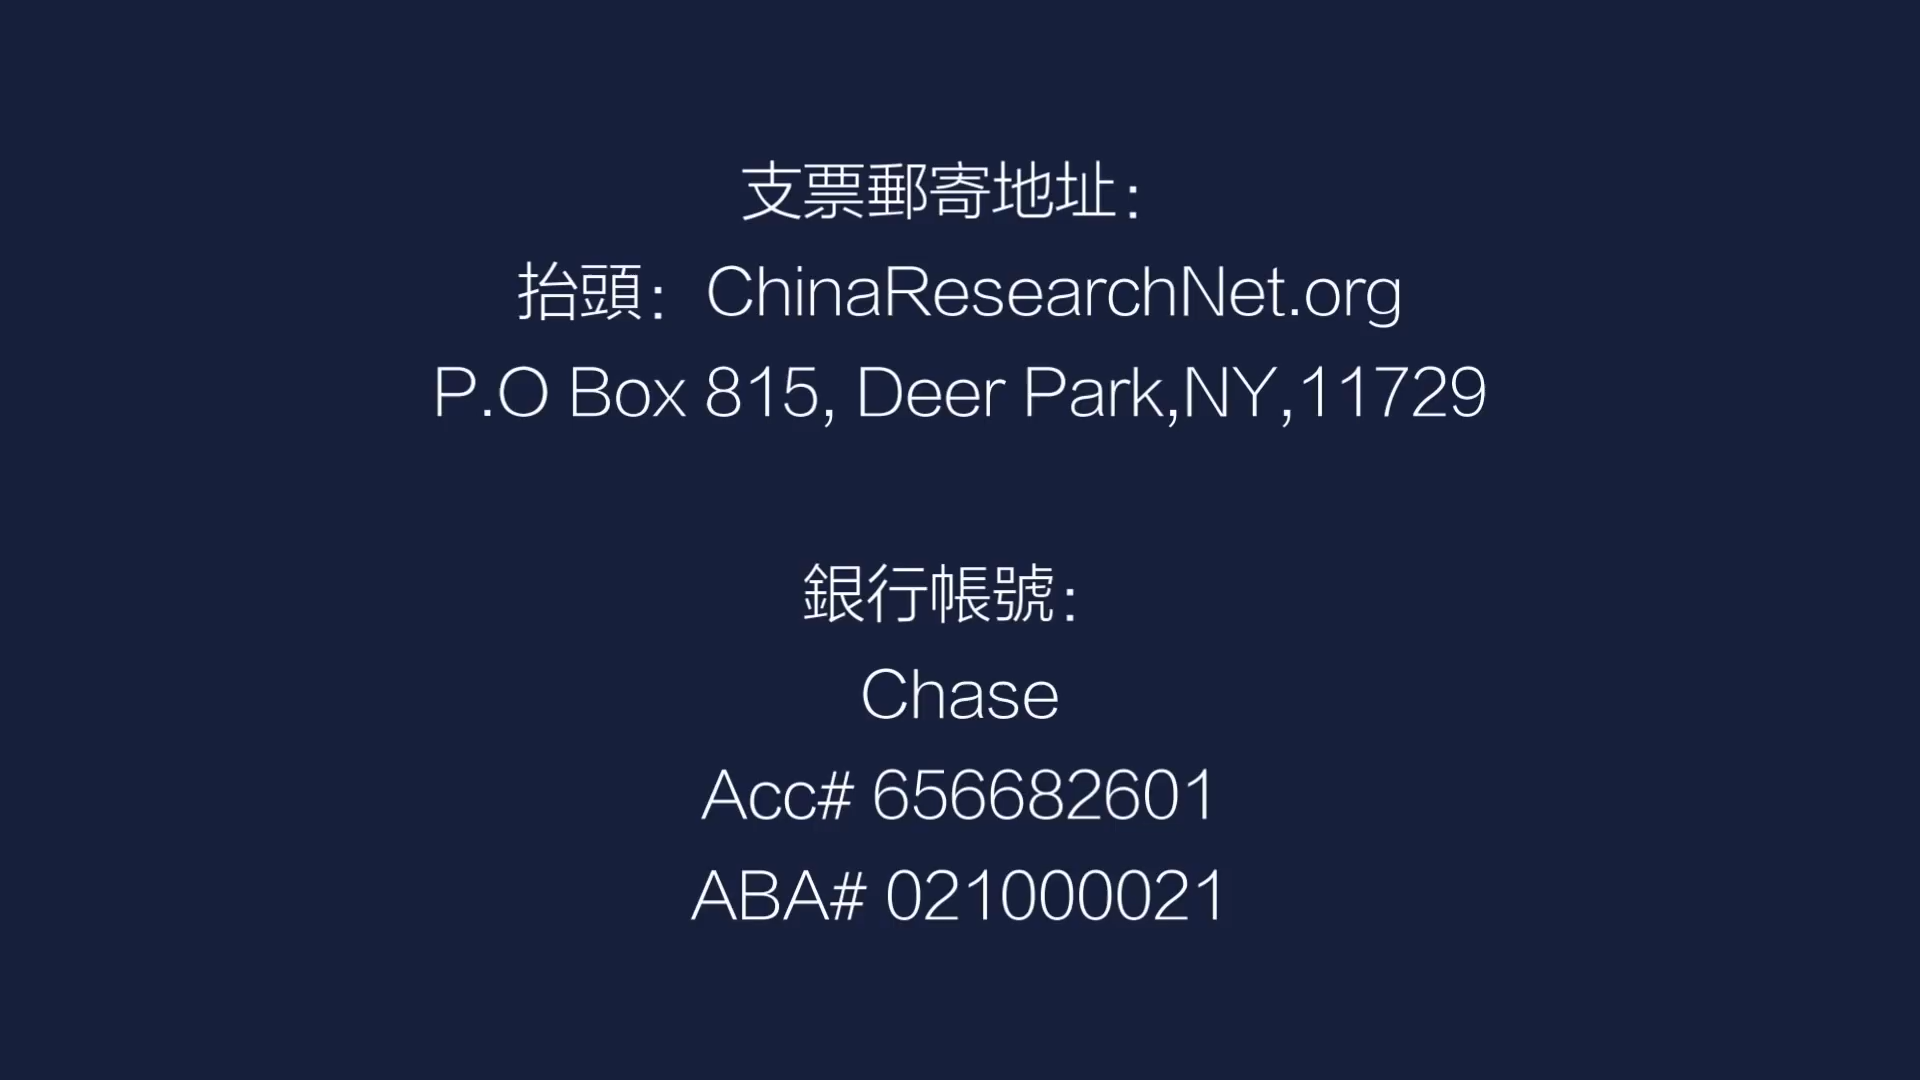 支票郵寄地址：
抬頭：ChinaResearchNet.org
P.O Box 815, Deer Park,NY,11729
銀行帳號：
Chase
Acc# 656682601
ABA# 021000021